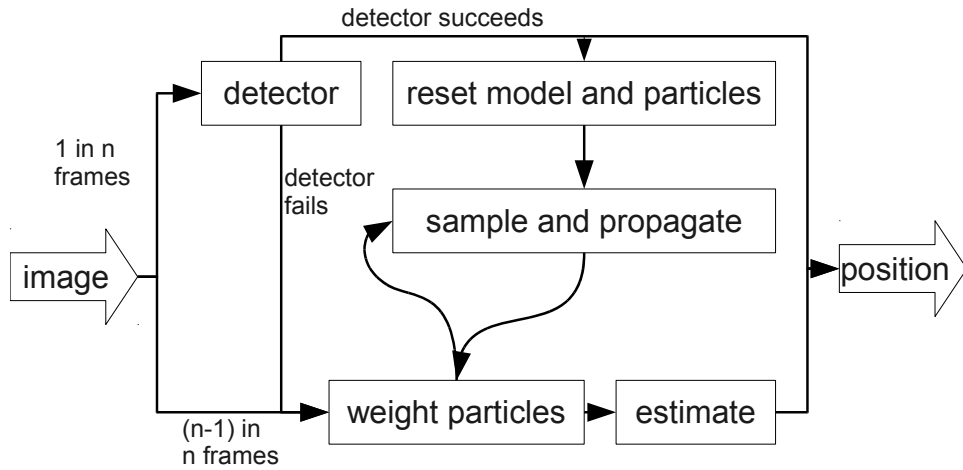 detector succeeds
detector
reset model and particles
1 in n
frames
detector
fails
sample and propagate
image
position
weight particles
estimate
(n-1) in
n frames